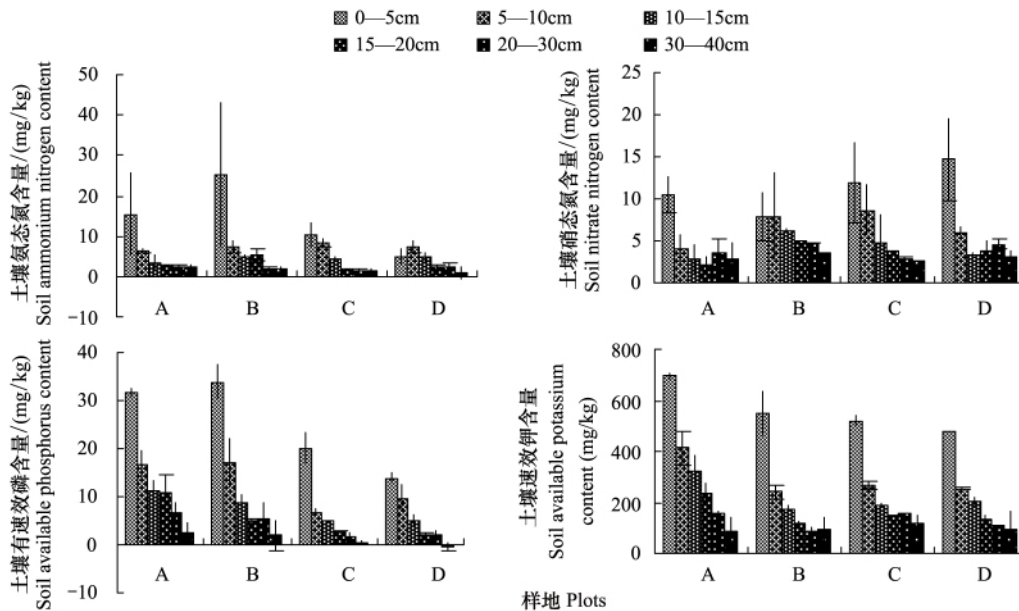 0—5cm 5—10cm 10—15cm
15—20cm 20—30cm 30—40cm
土壤氨态氮含量/(mg/kg)
Soil ammonium nitrogen content
50
40
30
20
10
0
−10
A B C D
土壤硝态氮含量/(mg/kg)
Soil nitrate nitrogen content
25
20
15
10
5
0
A B C D
土壤有速效磷含量/(mg/kg)
Soil available phosphorus content
40
30
20
10
0
−10
A B C D
土壤速效钾含量
Soil available potassium
content (mg/kg)
800
600
400
200
0
A B C D
样地 Plots